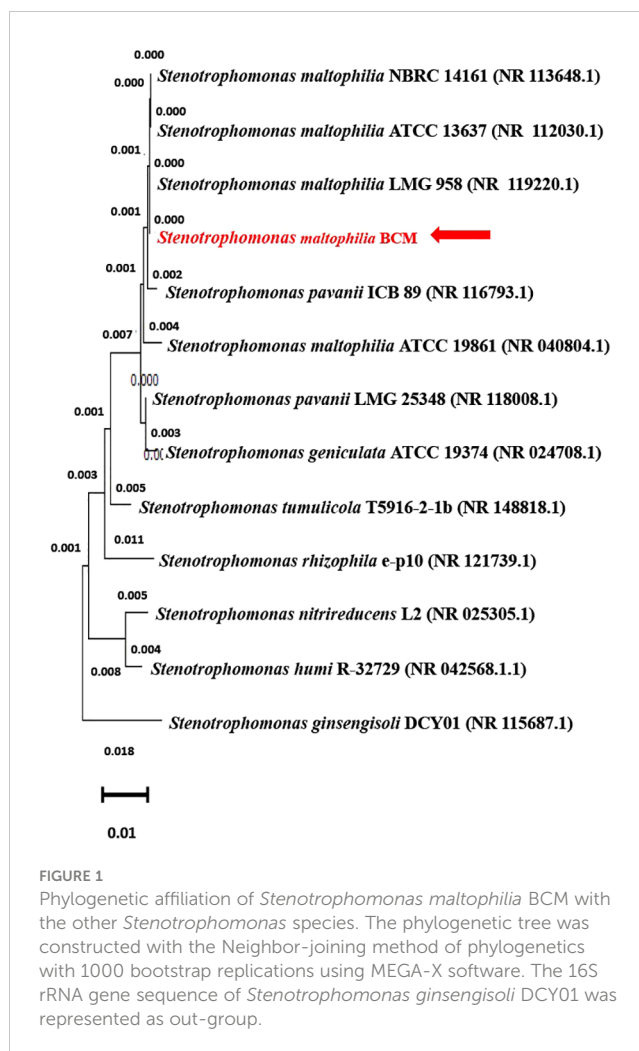 0.000
Stenotrophomonas maltophilia NBRC 14161 (NR 113648.1)
0.000
0.000
Stenotrophomonas maltophilia ATCC 13637 (NR 112030.1)
0.001
0.000
Stenotrophomonas maltophilia LMG 958 (NR 119220.1)
0.001
0.000
Stenotrophomonas maltophilia BCM
0.001
0.002
Stenotrophomonas pavanii ICB 89 (NR 116793.1)
0.007
0.004
Stenotrophomonas maltophilia ATCC 19861 (NR 040804.1)
0.000
Stenotrophomonas pavanii LMG 25348 (NR 118008.1)
0.001
0.003
Stenotrophomonas geniculata ATCC 19374 (NR 024708.1)
0.003
0.005
Stenotrophomonas tumulicola T5916-2-1b (NR 148818.1)
0.001
0.011
Stenotrophomonas rhizophila e-p10 (NR 121739.1)
0.005
Stenotrophomonas nitrireducens L2 (NR 025305.1)
0.004
Stenotrophomonas humi R-32729 (NR 042568.1.1)
0.008
Stenotrophomonas ginsengisoli DCY01 (NR 115687.1)
0.018
0.01
FIGURE 1
Phylogenetic affiliation of Stenotrophomonas maltophilia BCM with
the other Stenotrophomonas species. The phylogenetic tree was
constructed with the Neighbor-joining method of phylogenetics
with 1000 bootstrap replications using MEGA-X software. The 16S
rRNA gene sequence of Stenotrophomonas ginsengisoli DCY01 was
represented as out-group.